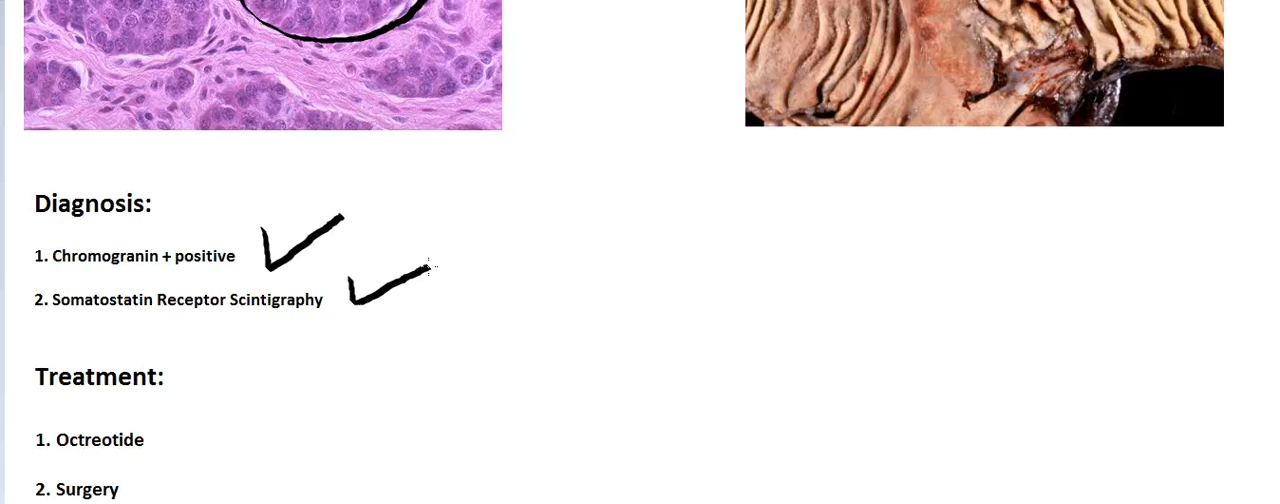 Diagnosis:
1. Chromogranin + positive
2. Somatostatin Receptor Scintigraphy
Treatment:
1. Octreotide
2. Surgery